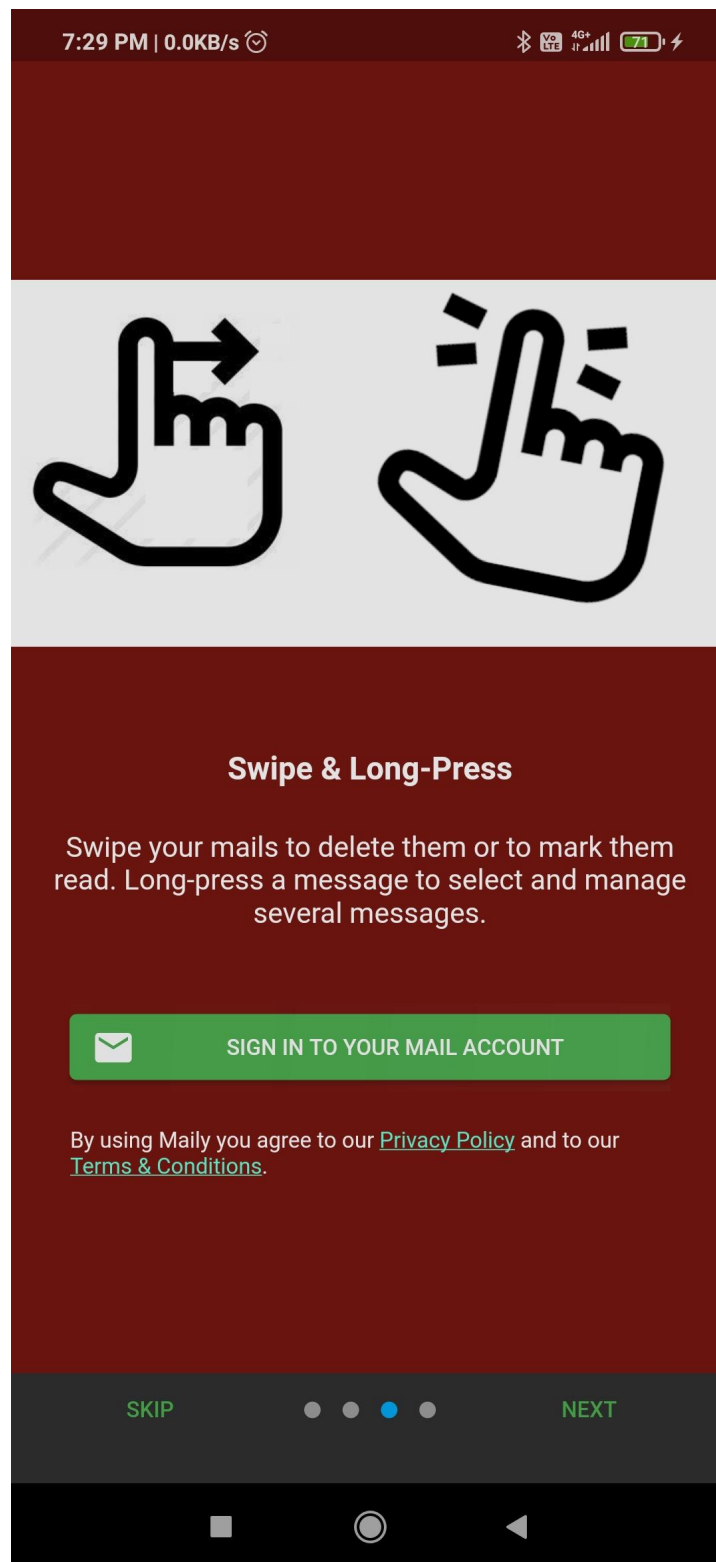 7:29 PM | 0.0KB/s
Vo
LTE
4G+
71
Swipe & Long-Press
Swipe your mails to delete them or to mark them
read. Long-press a message to select and manage
several messages.
SIGN IN TO YOUR MAIL ACCOUNT
By using Maily you agree to our Privacy Policy and to our
Terms & Conditions.
SKIP
NEXT